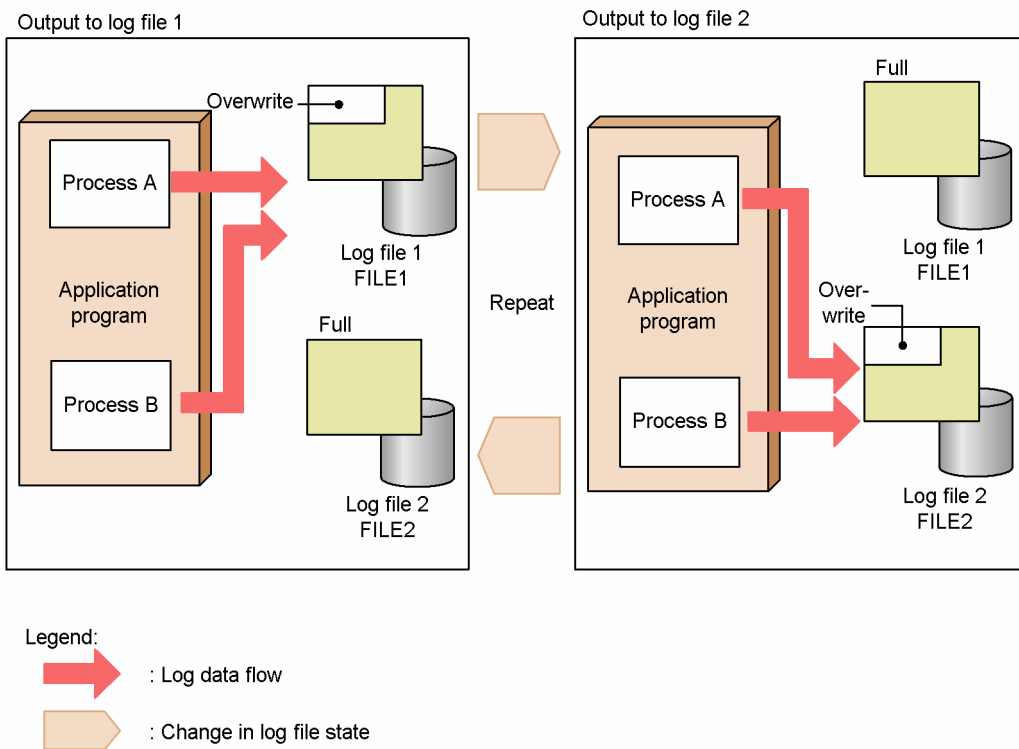 Output to log file 1
Overwrite
Process A
Log file 1
FILE1
Application
program
Full
Process B
Log file 2
FILE2
Repeat
Output to log file 2
Full
Process A
Log file 1
FILE1
Application
program
Over-
write
Process B
Log file 2
FILE2
Legend:
: Log data flow
: Change in log file state